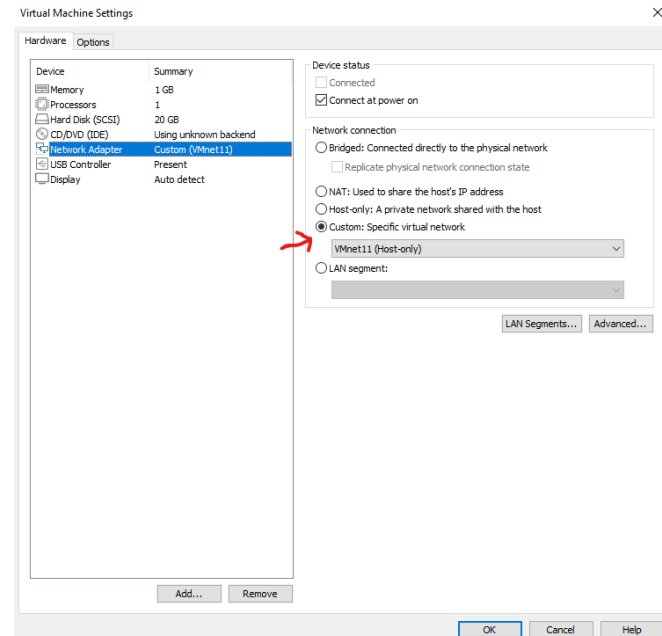 Virtual Machine Settings
Hardware Options
Device Summary
Memory 1 GB
Processors 1
Hard Disk (SCSI) 20 GB
CD/DVD (IDE) Using unknown backend
Network Adapter Custom (VMnet11)
USB Controller Present
Display Auto detect
Add... Remove
Device status
Connected
Connect at power on
Network connection
Bridged: Connected directly to the physical network
Replicate physical network connection state
NAT: Used to share the host's IP address
Host-only: A private network shared with the host
Custom: Specific virtual network
VMnet11 (Host-only)
LAN segment:
LAN Segments... Advanced...
OK Cancel Help